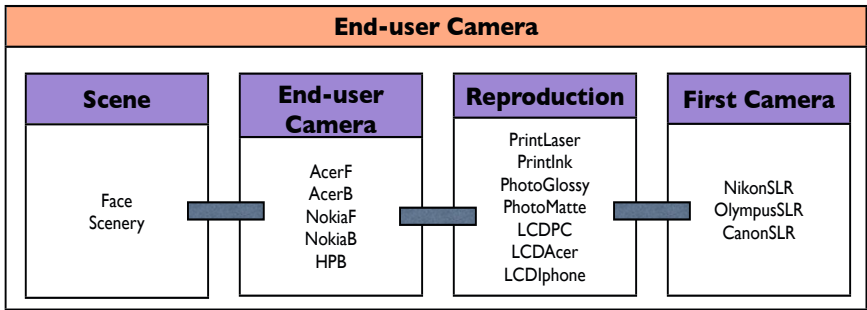 End-user Camera
Scene
Face
Scenery
End-user
Camera
AcerF
AcerB
NokiaF
NokiaB
HPB
Reproduction
PrintLaser
PrintInk
PhotoGlossy
PhotoMatte
LCDPC
LCDAcer
LCDIphone
First Camera
NikonSLR
OlympusSLR
CanonSLR